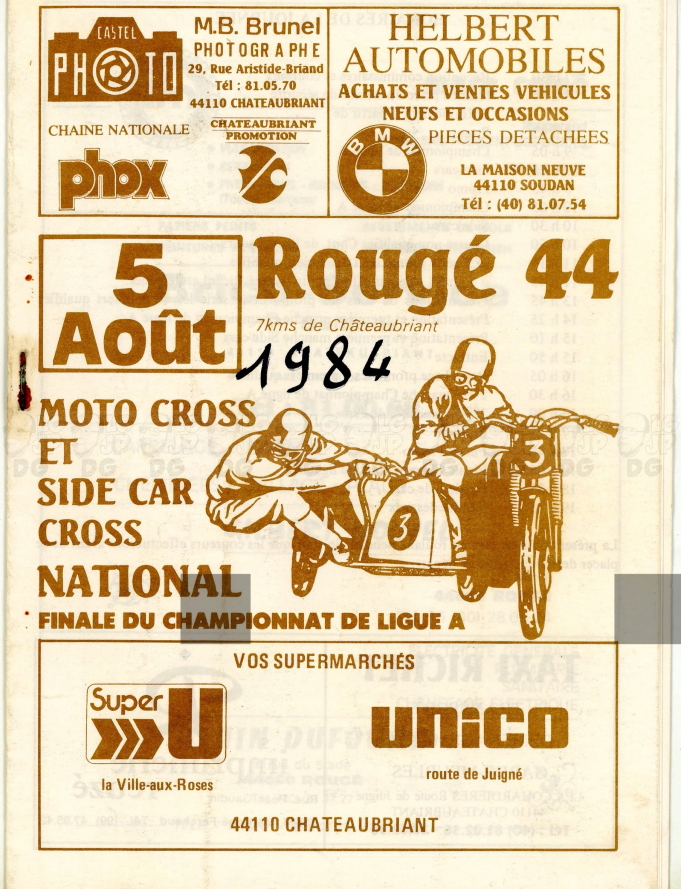 CASTEL
PHOTO
M.B. Brunel
PHOTOGRAPHE
29, Rue Aristide-Briand
Tél : 81.05.70
44110 CHATEAUBRIANT
CHAINE NATIONALE
phox
CHATEAUBRIANT
PROMOTION
HELBERT
AUTOMOBILES
ACHATS ET VENTES VEHICULES
NEUFS ET OCCASIONS
BMW
PIECES DETACHEES
LA MAISON NEUVE
44110 SOUDAN
Tél : (40) 81.07.54
5
Août
Rougé 44
7kms de Châteaubriant
1984
MOTO CROSS
ET
SIDE CAR
CROSS
NATIONAL
3
3
FINALE DU CHAMPIONNAT DE LIGUE A
VOS SUPERMARCHÉS
Super U
la Ville-aux-Roses
unico
route de Juigné
44110 CHATEAUBRIANT